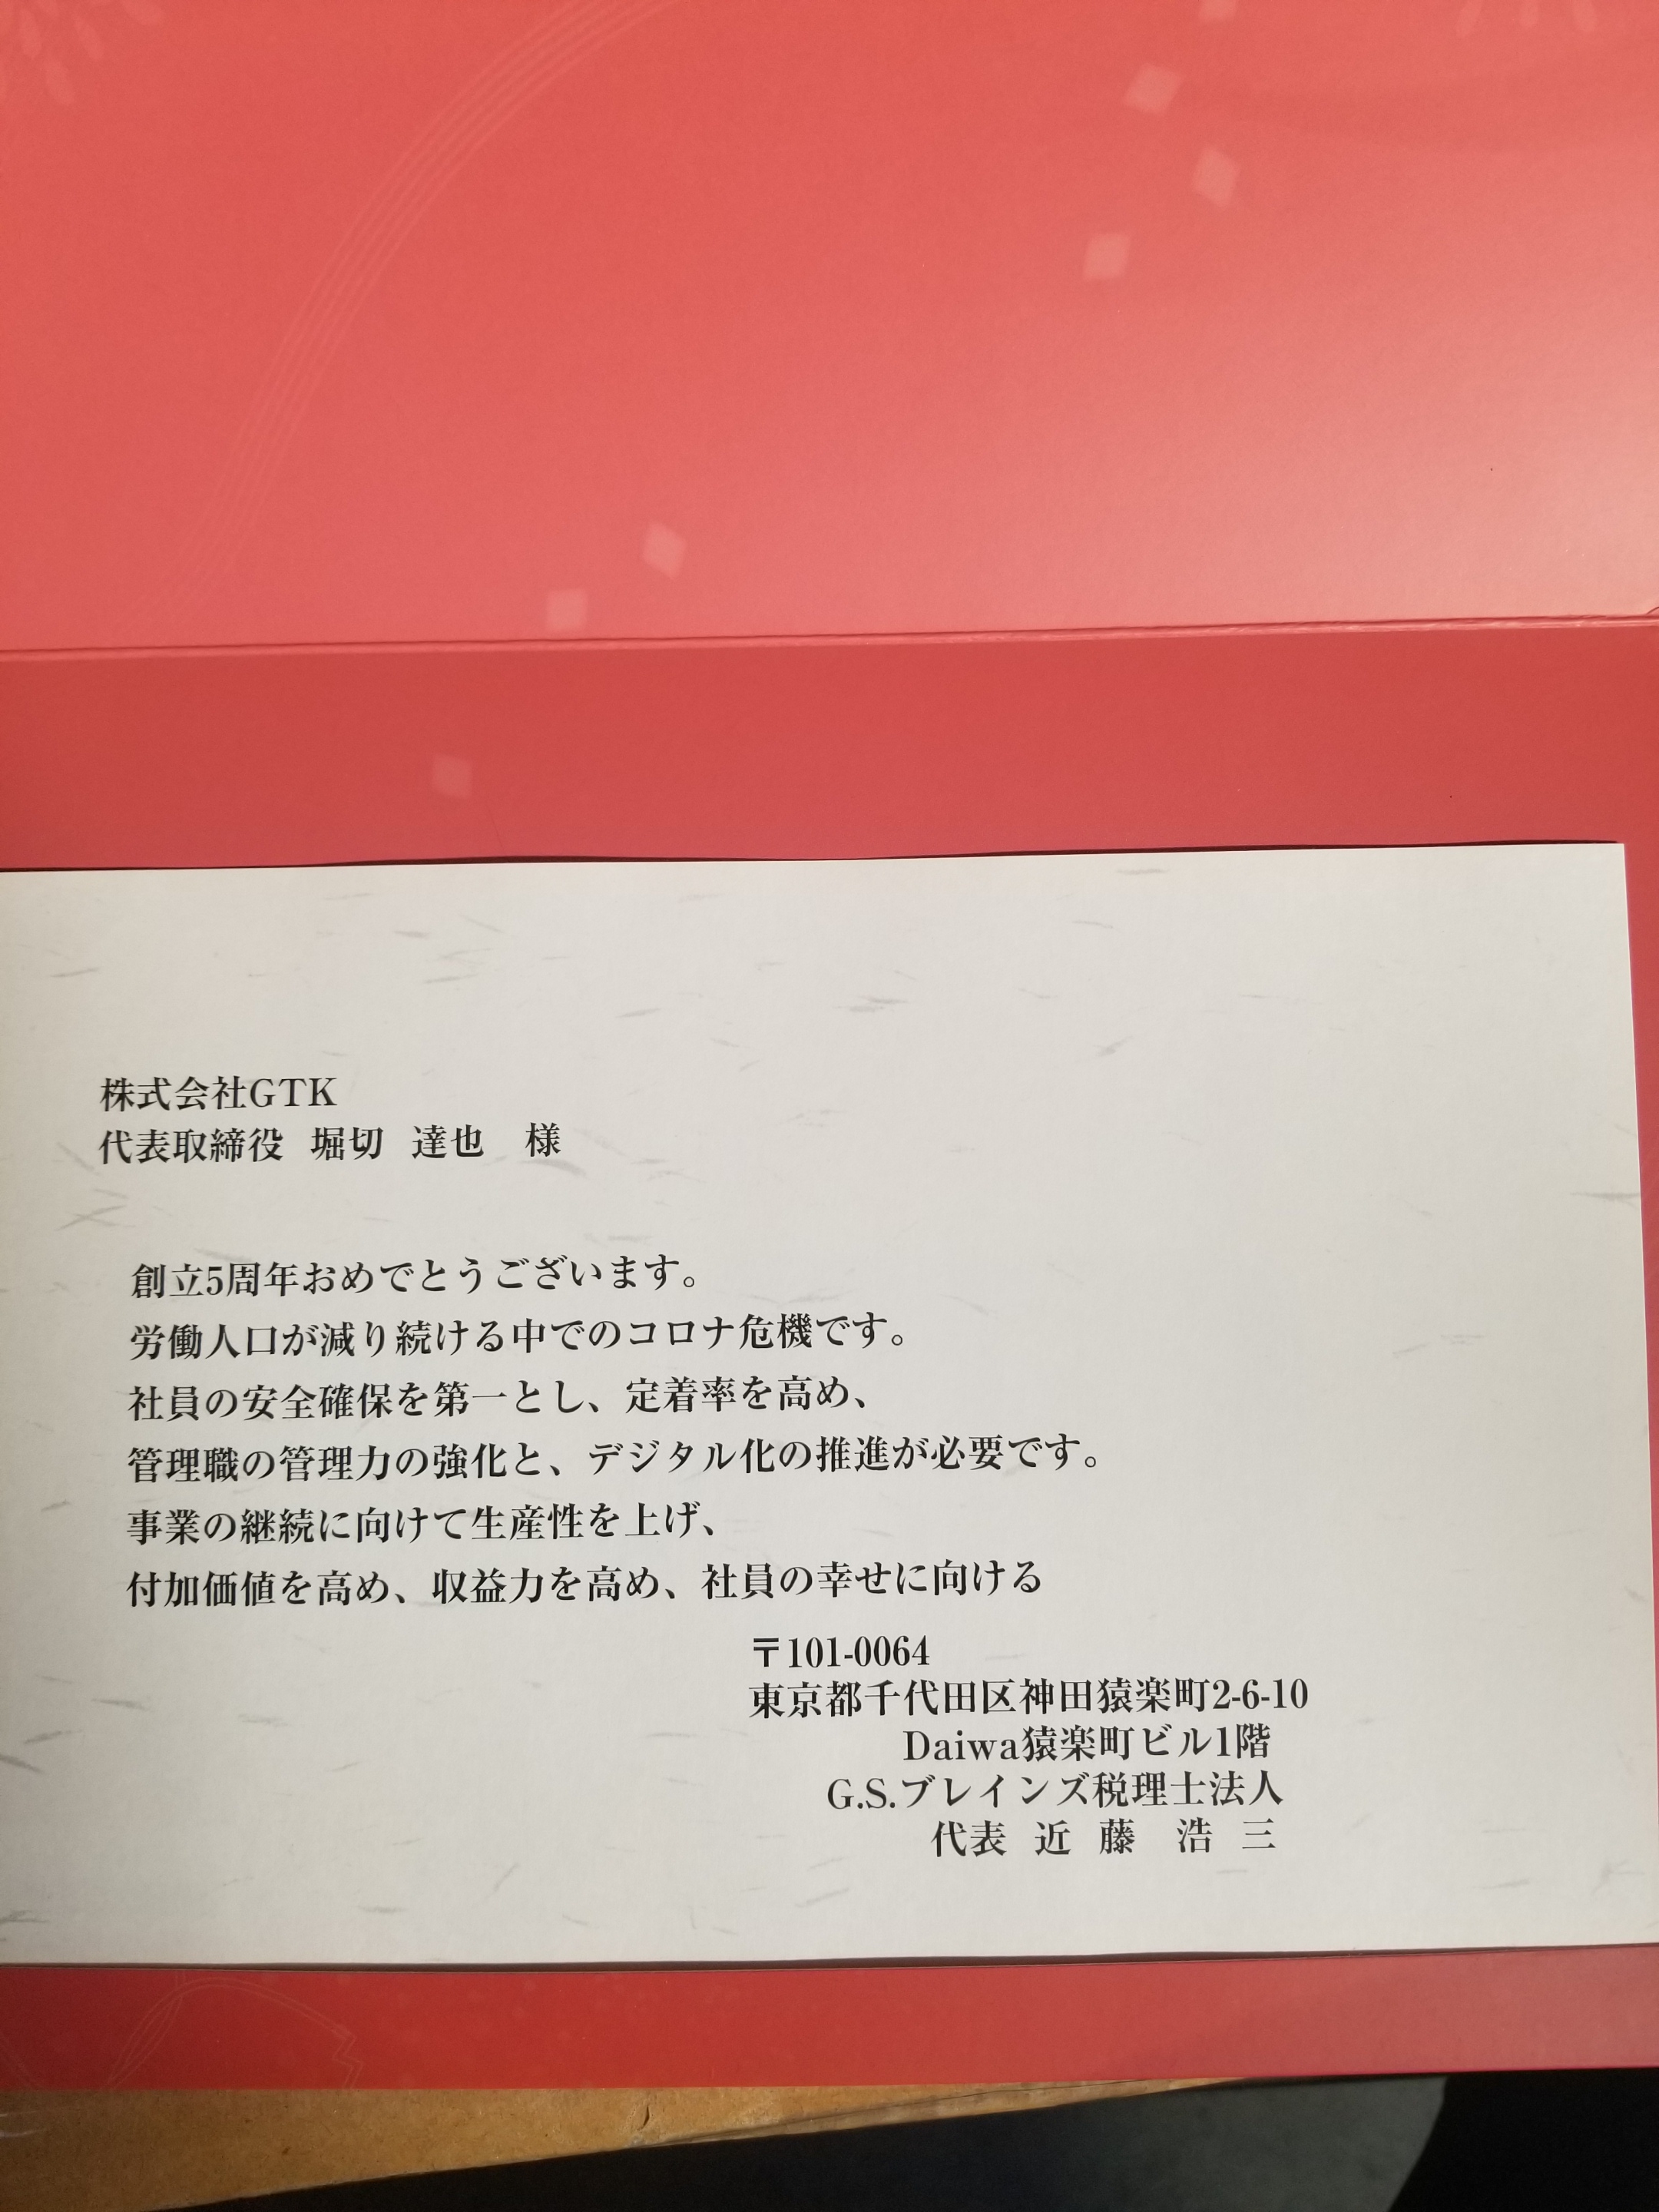 株式会社GTK
代表取締役 堀切 達也 様
創立5周年おめでとうございます。
労働人口が減り続ける中でのコロナ危機です。
社員の安全確保を第一とし、定着率を高め、
管理職の管理力の強化と、デジタル化の推進が必要です。
事業の継続に向けて生産性を上げ、
付加価値を高め、収益力を高め、社員の幸せに向ける
〒101-0064
東京都千代田区神田猿楽町2-6-10
Daiwa猿楽町ビル1階
G.S.ブレインズ税理士法人
代表 近 藤 浩 三